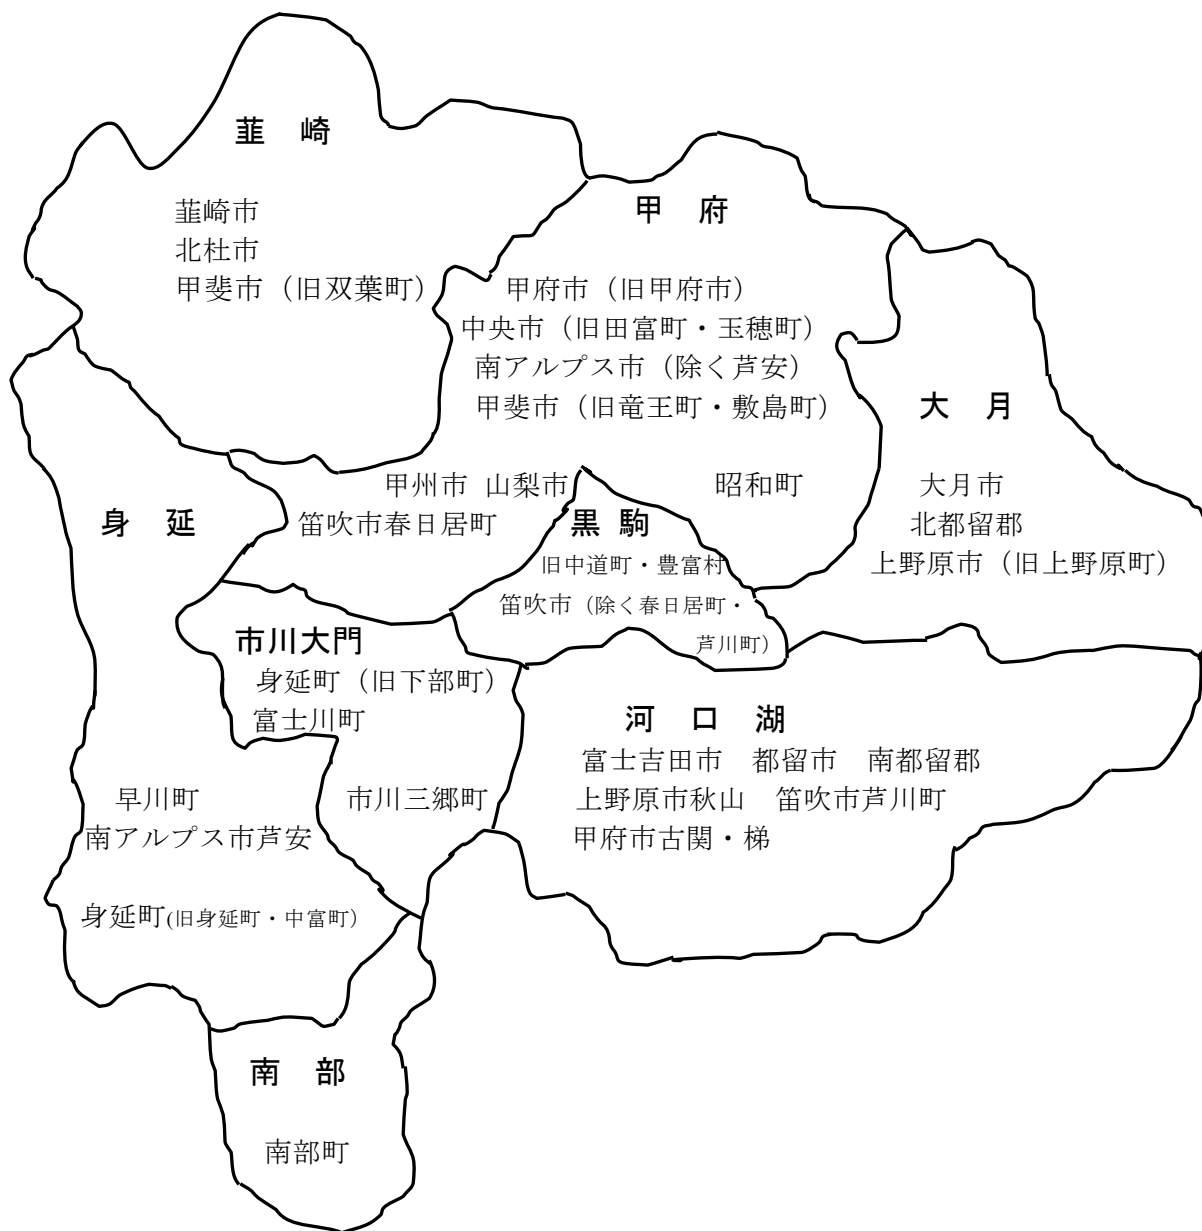 韮 崎
韮崎市
北杜市
甲斐市（旧双葉町）
甲 府
甲府市（旧甲府市）
中央市（旧田富町・玉穂町）
南アルプス市（除く芦安）
甲斐市（旧竜王町・敷島町）
甲州市 山梨市
昭和町
笛吹市春日居町
大 月
大月市
北都留郡
上野原市（旧上野原町）
黒 駒
旧中道町・豊富村
笛吹市（除く春日居町・
芦川町）
身 延
早川町
南アルプス市芦安
身延町(旧身延町・中富町）
市川大門
身延町（旧下部町）
富士川町
市川三郷町
河 口 湖
富士吉田市 都留市 南都留郡
上野原市秋山 笛吹市芦川町
甲府市古関・梯
南 部
南部町